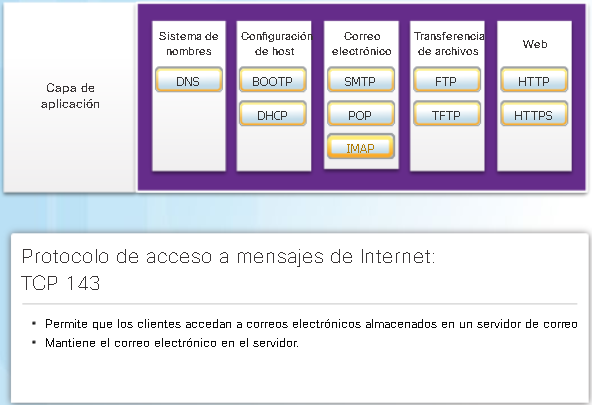 Capa de
aplicación
Sistema de
nombres
DNS
Configuración
de host
BOOTP
DHCP
Correo
electrónico
SMTP
POP
IMAP
Transferencia
de archivos
FTP
TFTP
Web
HTTP
HTTPS
Protocolo de acceso a mensajes de Internet:
TCP 143
• Permite que los clientes accedan a correos electrónicos almacenados en un servidor de correo
• Mantiene el correo electrónico en el servidor.